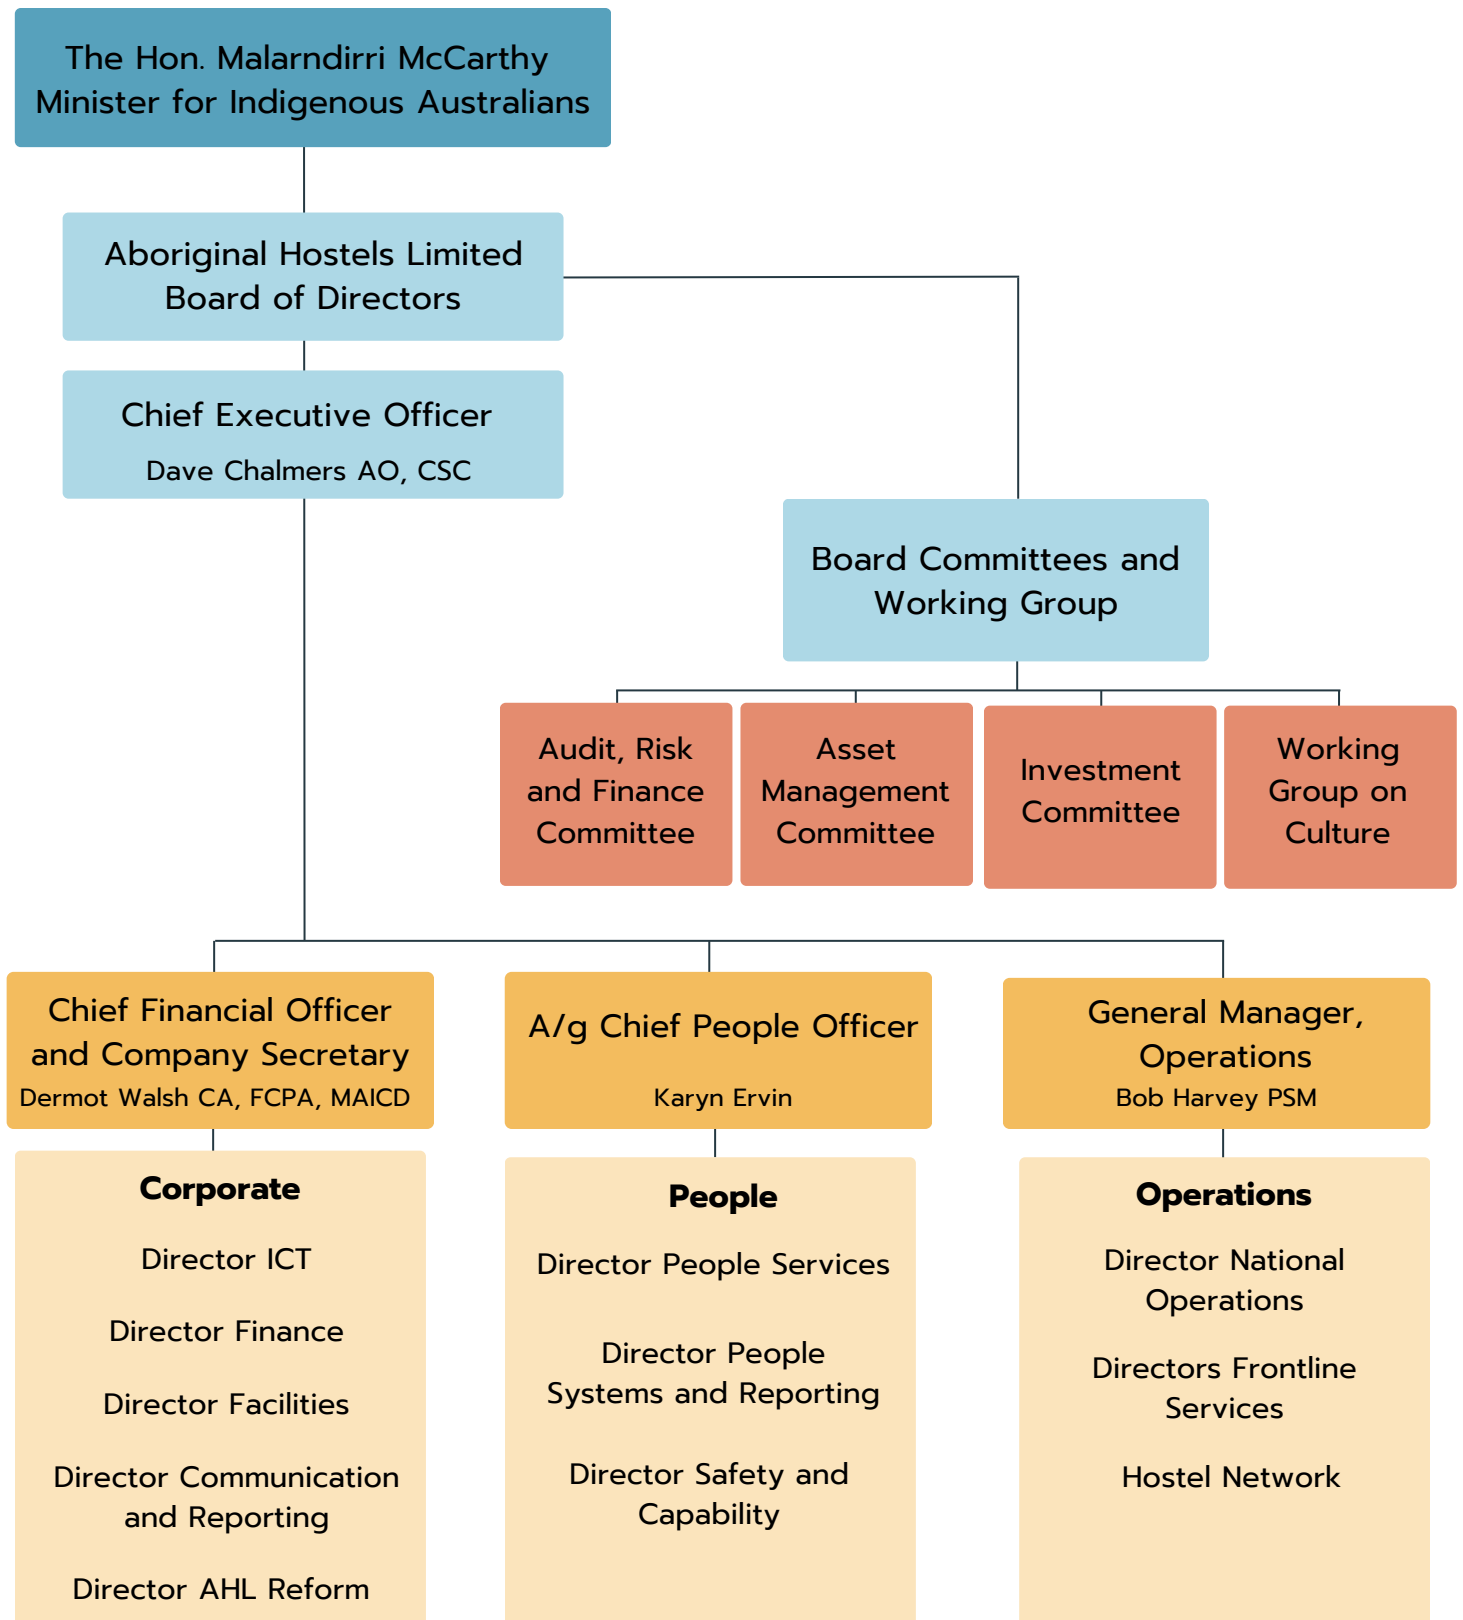 The Hon. Malarndirri McCarthy
Minister for Indigenous Australians
Aboriginal Hostels Limited
Board of Directors
Chief Executive Officer
Dave Chalmers AO, CSC
Board Committees and
Working Group
Audit, Risk
and Finance
Committee
Asset
Management
Committee
Investment
Committee
Working
Group on
Culture
Chief Financial Officer
and Company Secretary
Dermot Walsh CA, FCPA, MAICD
A/g Chief People Officer
Karyn Ervin
General Manager,
Operations
Bob Harvey PSM
Corporate
Director ICT
Director Finance
Director Facilities
Director Communication
and Reporting
Director AHL Reform
People
Director People Services
Director People
Systems and Reporting
Director Safety and
Capability
Operations
Director National
Operations
Directors Frontline
Services
Hostel Network